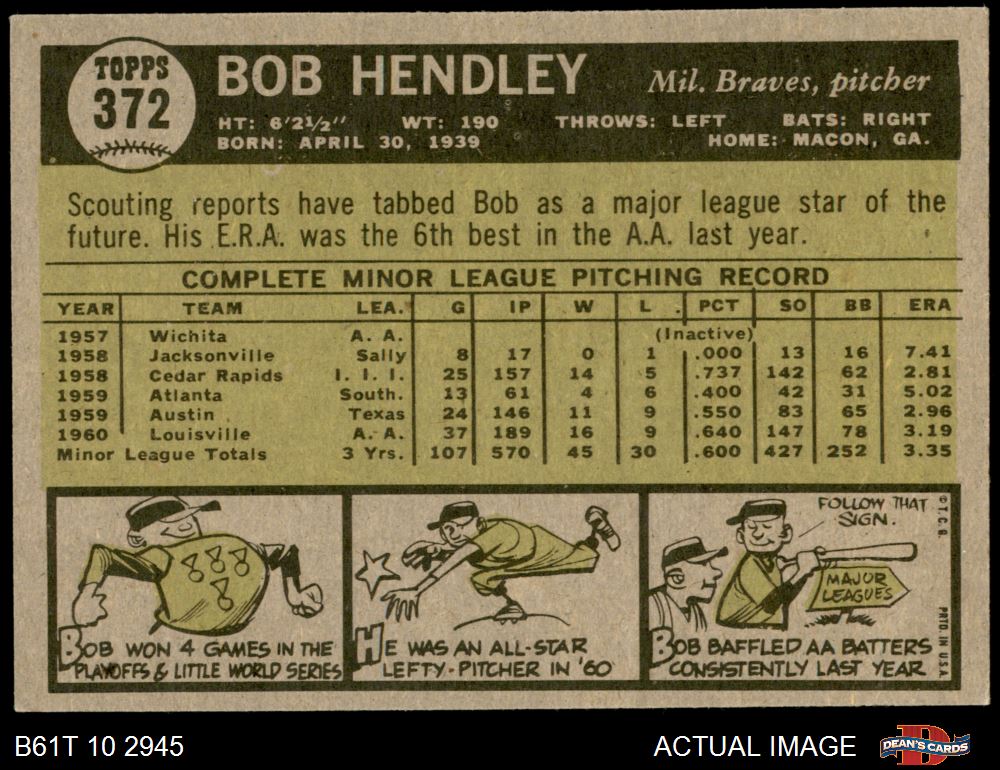 TOPPS
372
BOB HENDLEY
Mil. Braves, pitcher
HT: 6'2½" WT: 190 THROWS: LEFT BATS: RIGHT
BORN: APRIL 30, 1939 HOME: MACON, GA.
Scouting reports have tabbed Bob as a major league star of the
future. His E.R.A. was the 6th best in the A.A. last year.
COMPLETE MINOR LEAGUE PITCHING RECORD
YEAR TEAM LEA. G IP W L PCT SO BB ERA
1957 Wichita A. A. (Inactive)
1958 Jacksonville Sally 8 17 0 1 .000 13 16 7.41
1958 Cedar Rapids I. I. I. 25 157 14 5 .737 142 62 2.81
1959 Atlanta South. 13 61 4 6 .400 42 31 5.02
1959 Austin Texas 24 146 11 9 .550 83 65 2.96
1960 Louisville A. A. 37 189 16 9 .640 147 78 3.19
Minor League Totals 3 Yrs. 107 570 45 30 .600 427 252 3.35
BOB WON 4 GAMES IN THE
PLAYOFFS & LITTLE WORLD SERIES
HE WAS AN ALL-STAR
LEFTY-PITCHER IN '60
FOLLOW THAT
SIGN.
MAJOR
LEAGUES
BOB BAFFLED AA BATTERS
CONSISTENTLY LAST YEAR
© T.C.G.
PRTD. IN U.S.A.
B61T 10 2945
ACTUAL IMAGE
D
DEAN'S CARDS